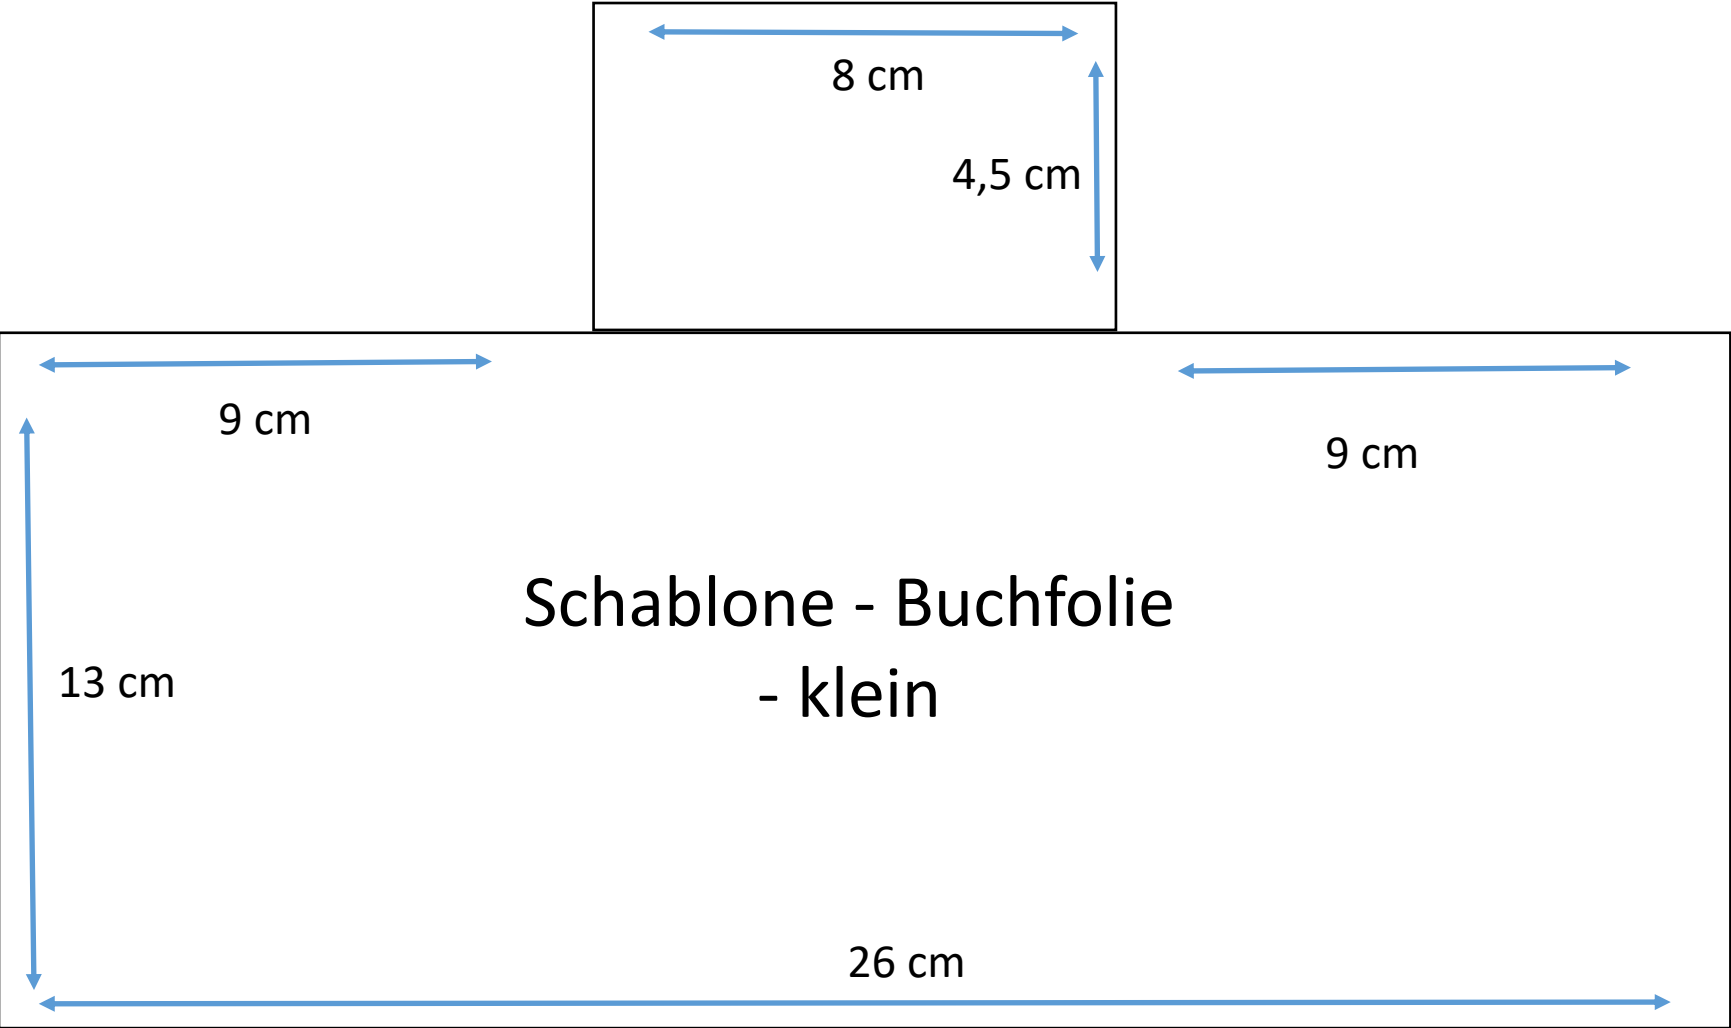 8 cm
4,5 cm
9 cm
9 cm
Schablone - Buchfolie
- klein
13 cm
26 cm